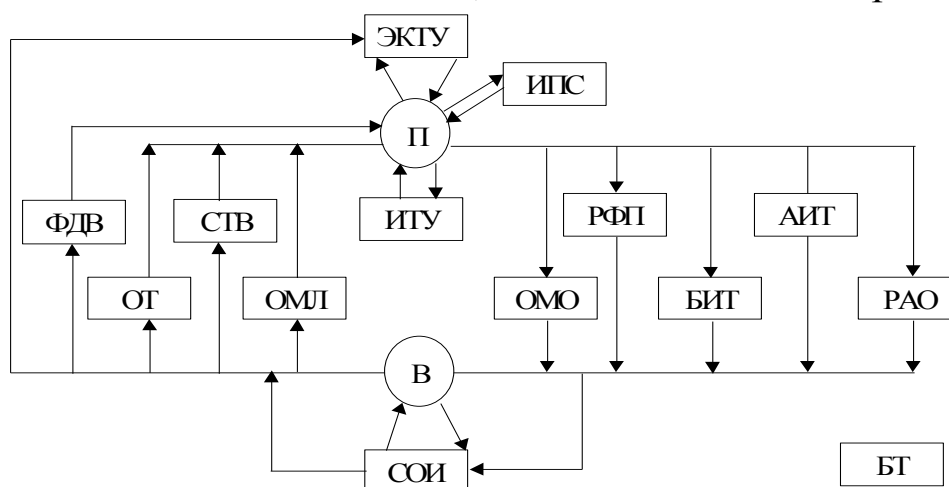 ЭКТУ
ИПС
П
ФДВ
СТВ
ИТУ
РФП
АИТ
ОТ
ОМЛ
ОМО
БИТ
РАО
В
СОИ
БТ